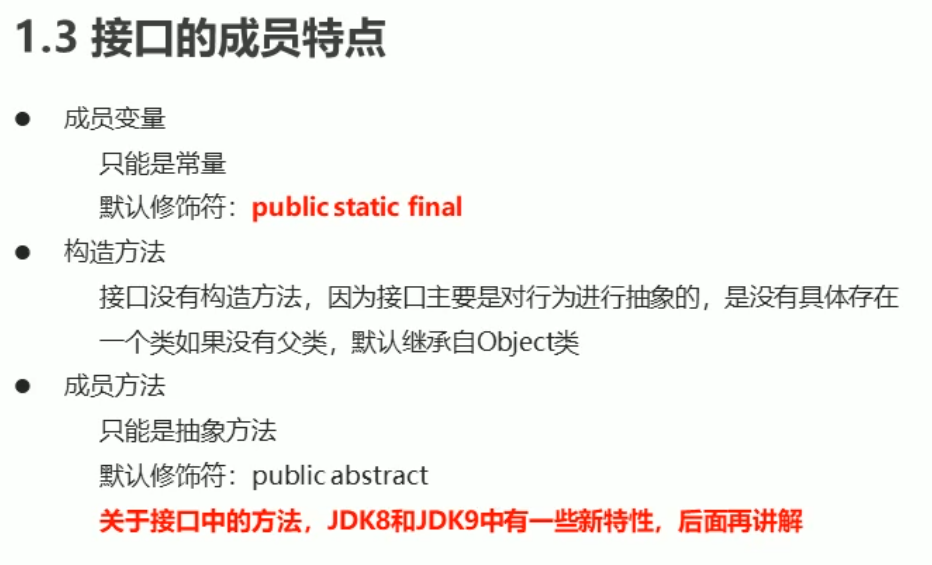 1.3 接口的成员特点
● 成员变量
只能是常量
默认修饰符：public static final
● 构造方法
接口没有构造方法，因为接口主要是对行为进行抽象的，是没有具体存在
一个类如果没有父类，默认继承自Object类
● 成员方法
只能是抽象方法
默认修饰符：public abstract
关于接口中的方法，JDK8和JDK9中有一些新特性，后面再讲解